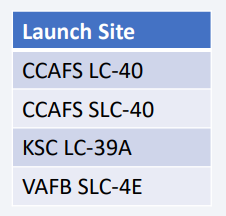 Launch Site
CCAFS LC-40
CCAFS SLC-40
KSC LC-39A
VAFB SLC-4E